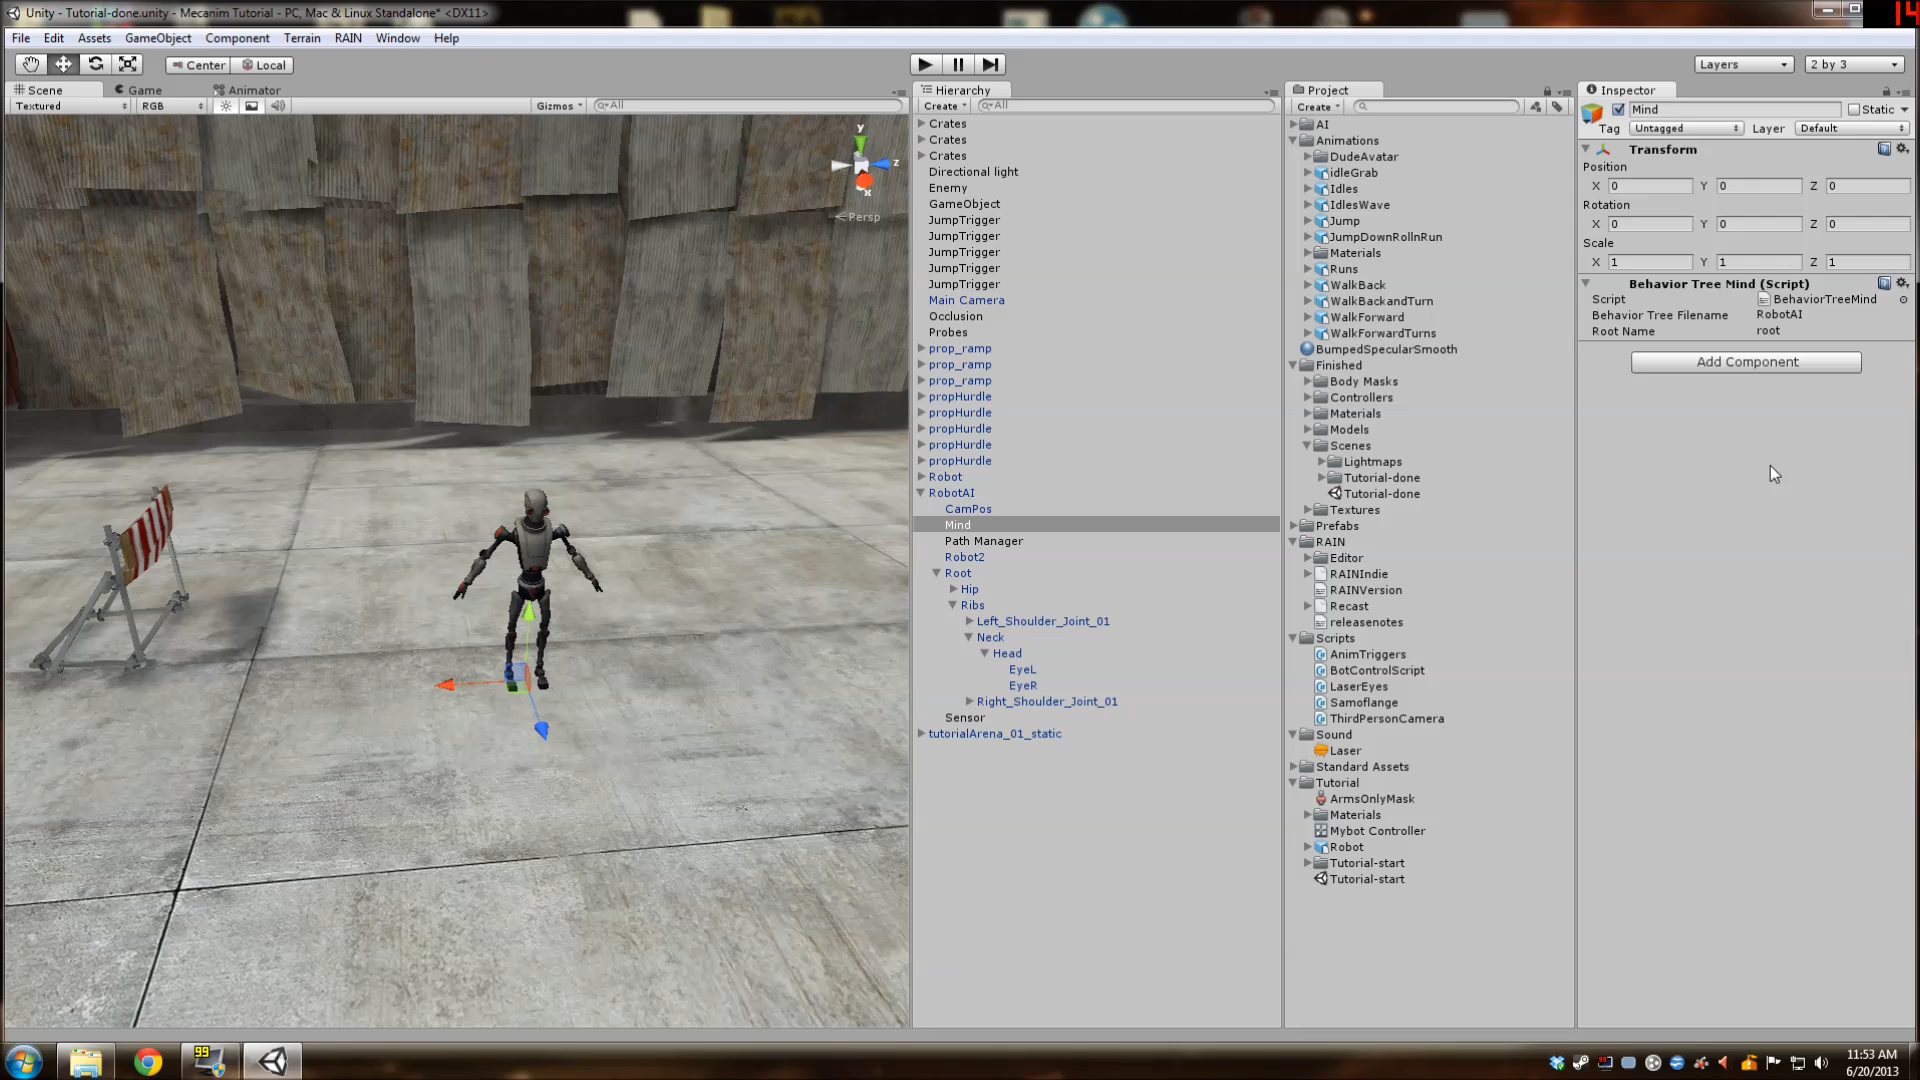 Unity - Tutorial-done.unity - Mecanim Tutorial - PC, Mac & Linux Standalone* <DX11>
14
File Edit Assets GameObject Component Terrain RAIN Window Help
Center Local
Layers
2 by 3
Scene Game Animator
Textured RGB Gizmos All
y
z
x
Persp
Hierarchy
Create All
Crates
Crates
Crates
Directional light
Enemy
GameObject
JumpTrigger
JumpTrigger
JumpTrigger
JumpTrigger
JumpTrigger
Main Camera
Occlusion
Probes
prop_ramp
prop_ramp
prop_ramp
propHurdle
propHurdle
propHurdle
propHurdle
propHurdle
Robot
RobotAI
CamPos
Mind
Path Manager
Robot2
Root
Hip
Ribs
Left_Shoulder_Joint_01
Neck
Head
EyeL
EyeR
Right_Shoulder_Joint_01
Sensor
tutorialArena_01_static
Project
Create
AI
Animations
DudeAvatar
idleGrab
Idles
IdlesWave
Jump
JumpDownRollnRun
Materials
Runs
WalkBack
WalkBackandTurn
WalkForward
WalkForwardTurns
BumpedSpecularSmooth
Finished
Body Masks
Controllers
Materials
Models
Scenes
Lightmaps
Tutorial-done
Tutorial-done
Textures
Prefabs
RAIN
Editor
RAINIndie
RAINVersion
Recast
releasenotes
Scripts
AnimTriggers
BotControlScript
LaserEyes
Samoflange
ThirdPersonCamera
Sound
Laser
Standard Assets
Tutorial
ArmsOnlyMask
Materials
Mybot Controller
Robot
Tutorial-start
Tutorial-start
Inspector
Mind Static
Tag Untagged Layer Default
Transform
Position
X 0 Y 0 Z 0
Rotation
X 0 Y 0 Z 0
Scale
X 1 Y 1 Z 1
Behavior Tree Mind (Script)
Script BehaviorTreeMind
Behavior Tree Filename RobotAI
Root Name root
Add Component
99
11:53 AM
6/20/2013